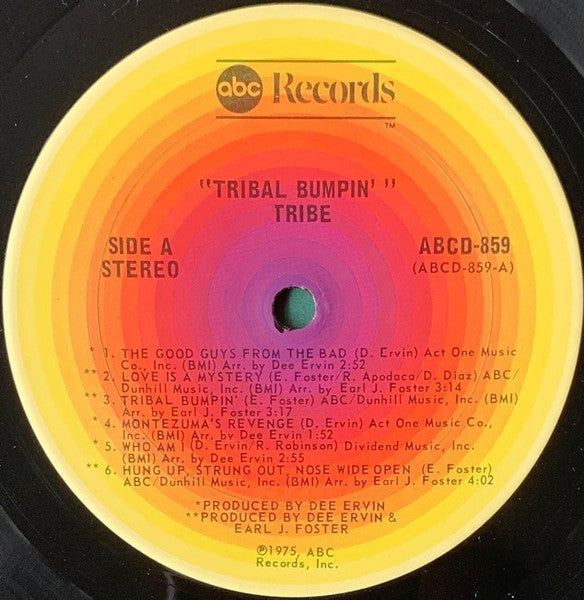 abc Records
TM
"TRIBAL BUMPIN' "
TRIBE
SIDE A
STEREO
ABCD-859
(ABCD-859-A)
* 1. THE GOOD GUYS FROM THE BAD (D. Ervin) Act One Music
Co., Inc. (BMI) Arr. by Dee Ervin 2:52
** 2. LOVE IS A MYSTERY (E. Foster/R. Apodaca/D. Diaz) ABC/
Dunhill Music, Inc. (BMI) Arr. by Earl J. Foster 3:14
** 3. TRIBAL BUMPIN' (E. Foster) ABC/Dunhill Music, Inc. (BMI)
Arr. by Earl J. Foster 3:17
* 4. MONTEZUMA'S REVENGE (D. Ervin) Act One Music Co.,
Inc. (BMI) Arr. by Dee Ervin 1:52
* 5. WHO AM I (D. Ervin/R. Robinson) Dividend Music, Inc.
(BMI) Arr. by Dee Ervin 2:55
** 6. HUNG UP, STRUNG OUT, NOSE WIDE OPEN (E. Foster)
ABC/Dunhill Music, Inc. (BMI) Arr. by Earl J. Foster 4:02
*PRODUCED BY DEE ERVIN
**PRODUCED BY DEE ERVIN &
EARL J. FOSTER
℗1975, ABC
Records, Inc.